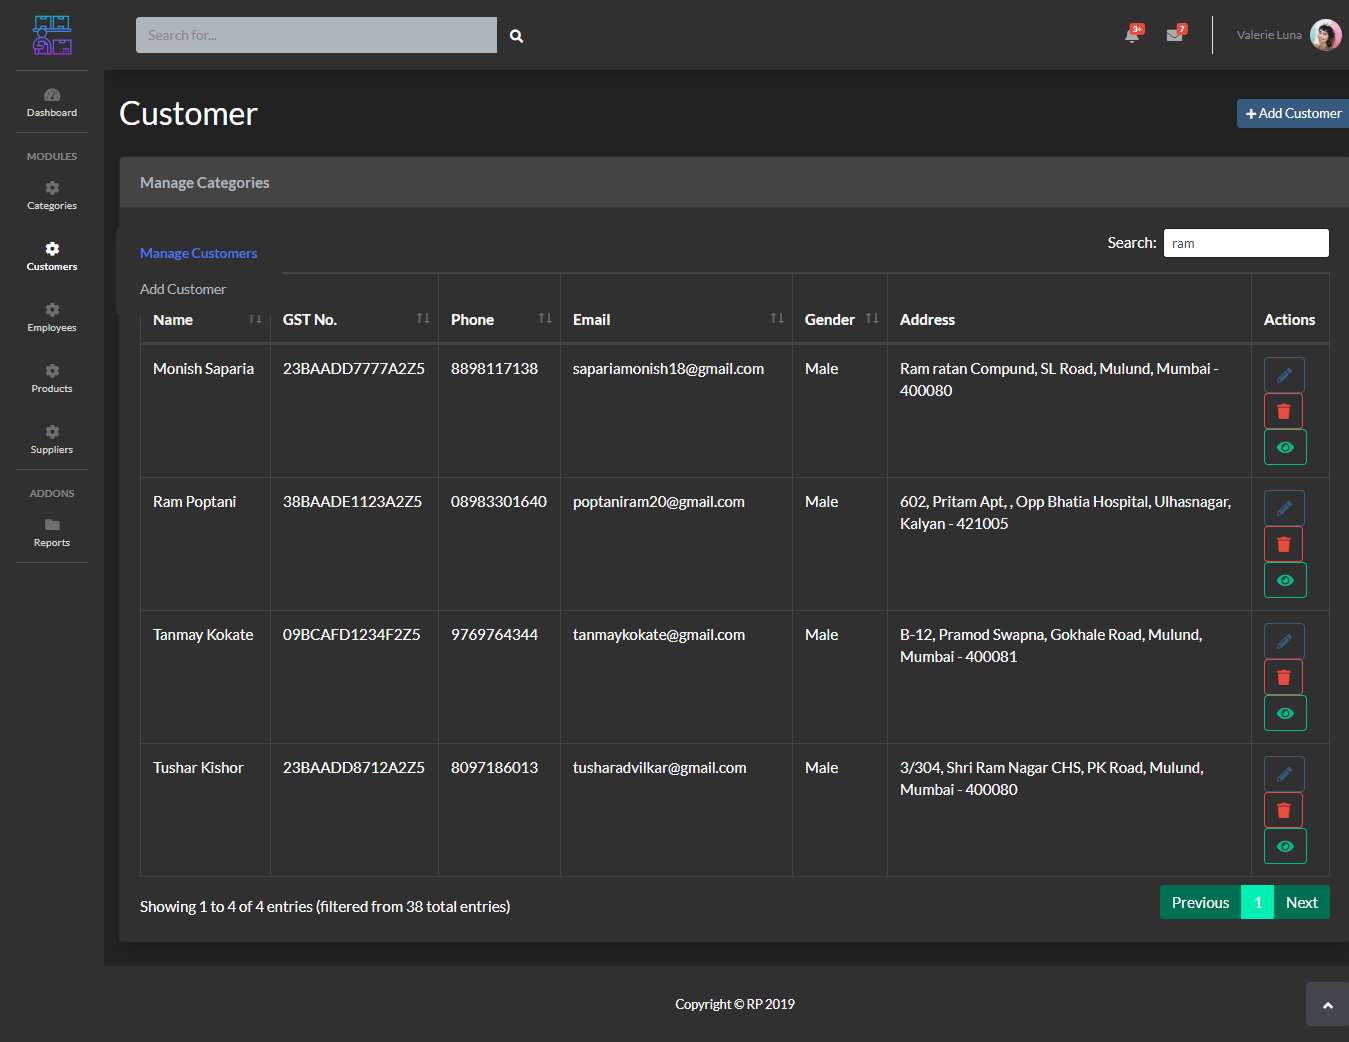 Search for...
3+
7
Valerie Luna
Dashboard
MODULES
Categories
Customers
Employees
Products
Suppliers
ADDONS
Reports
Customer
Add Customer
Manage Categories
Manage Customers
Add Customer
Search: ram
Name GST No. Phone Email Gender Address Actions
Monish Saparia 23BAADD7777A2Z5 8898117138 sapariamonish18@gmail.com Male Ram ratan Compund, SL Road, Mulund, Mumbai -
400080
Ram Poptani 38BAADE1123A2Z5 08983301640 poptaniram20@gmail.com Male 602, Pritam Apt,, Opp Bhatia Hospital, Ulhasnagar,
Kalyan - 421005
Tanmay Kokate 09BCAFD1234F2Z5 9769764344 tanmaykokate@gmail.com Male B-12, Pramod Swapna, Gokhale Road, Mulund,
Mumbai - 400081
Tushar Kishor 23BAADD8712A2Z5 8097186013 tusharadvilkar@gmail.com Male 3/304, Shri Ram Nagar CHS, PK Road, Mulund,
Mumbai - 400080
Showing 1 to 4 of 4 entries (filtered from 38 total entries)
Previous 1 Next
Copyright © RP 2019